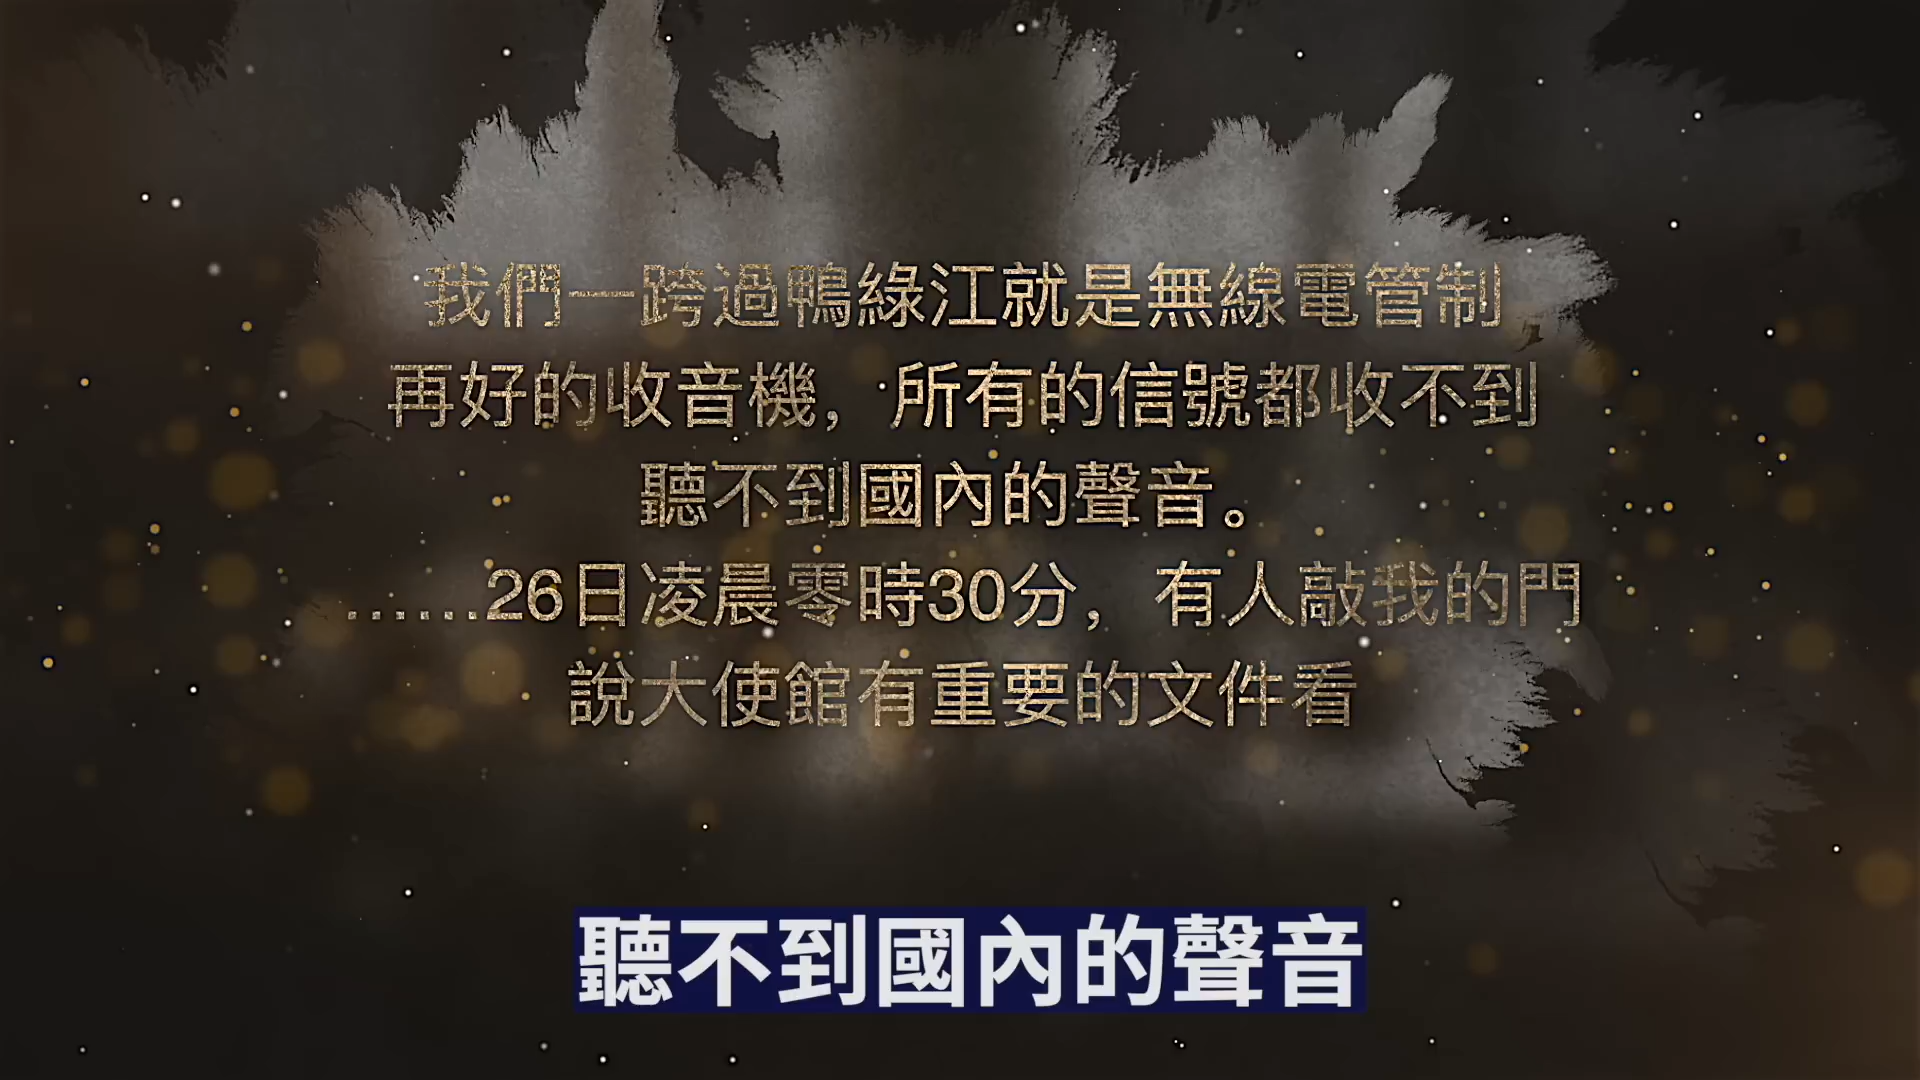 我們一跨過鴨綠江就是無線電管制
再好的收音機，所有的信號都收不到
聽不到國內的聲音。
……26日凌晨零時30分，有人敲我的門
說大使館有重要的文件看
聽不到國內的聲音